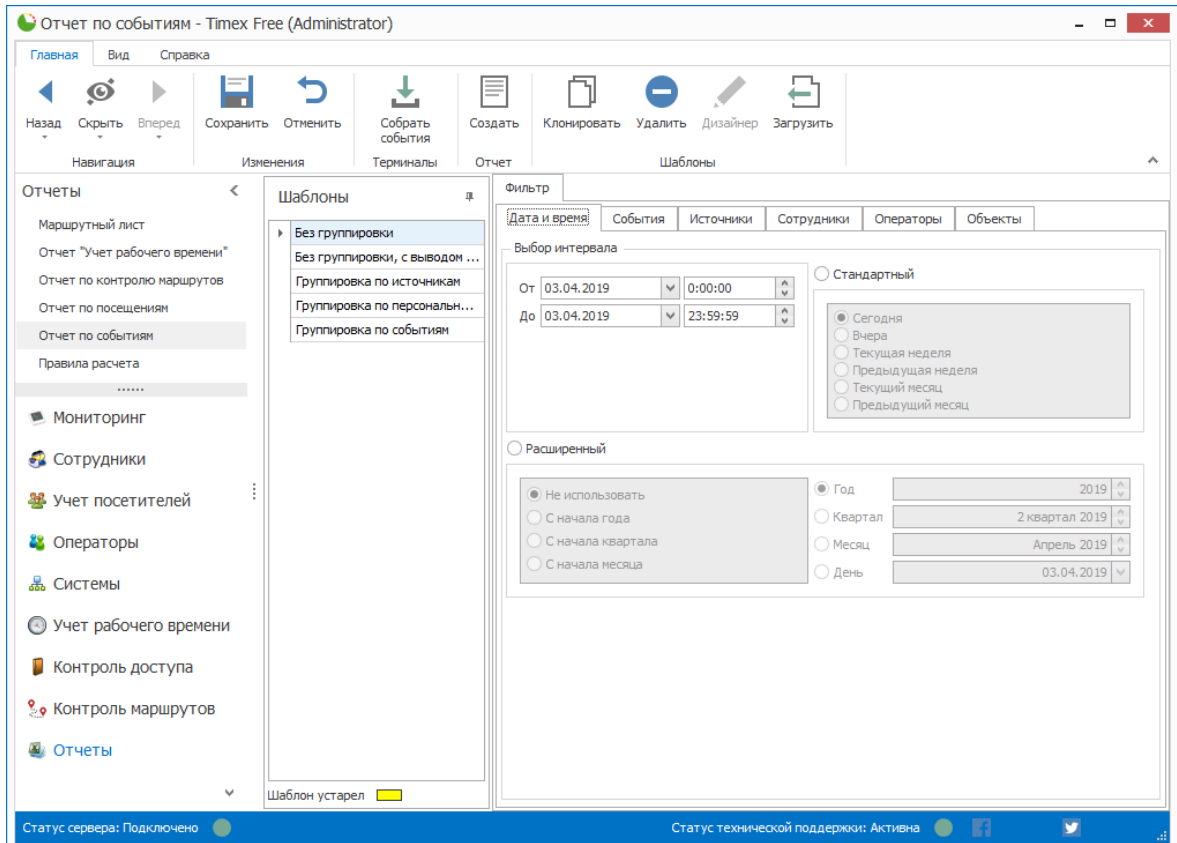 Отчет по событиям - Timex Free (Administrator)
Главная Вид Справка
Назад Скрыть Вперед Сохранить Отменить Собрать события Создать Клонировать Удалить Дизайнер Загрузить
Навигация Изменения Терминалы Отчет Шаблоны
Отчеты
Маршрутный лист
Отчет "Учет рабочего времени"
Отчет по контролю маршрутов
Отчет по посещениям
Отчет по событиям
Правила расчета
Мониторинг
Сотрудники
Учет посетителей
Операторы
Системы
Учет рабочего времени
Контроль доступа
Контроль маршрутов
Отчеты
Шаблоны
Без группировки
Без группировки, с выводом ...
Группировка по источникам
Группировка по персональн...
Группировка по событиям
Шаблон устарел
Фильтр
Дата и время События Источники Сотрудники Операторы Объекты
Выбор интервала
От 03.04.2019 0:00:00
До 03.04.2019 23:59:59
Стандартный
Сегодня
Вчера
Текущая неделя
Предыдущая неделя
Текущий месяц
Предыдущий месяц
Расширенный
Не использовать
С начала года
С начала квартала
С начала месяца
Год 2019
Квартал 2 квартал 2019
Месяц Апрель 2019
День 03.04.2019
Статус сервера: Подключено
Статус технической поддержки: Активна